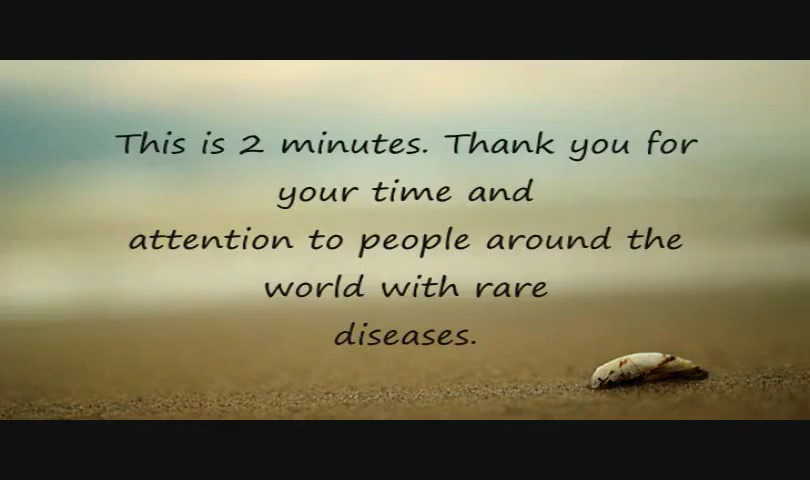 This is 2 minutes. Thank you for
your time and
attention to people around the
world with rare
diseases.